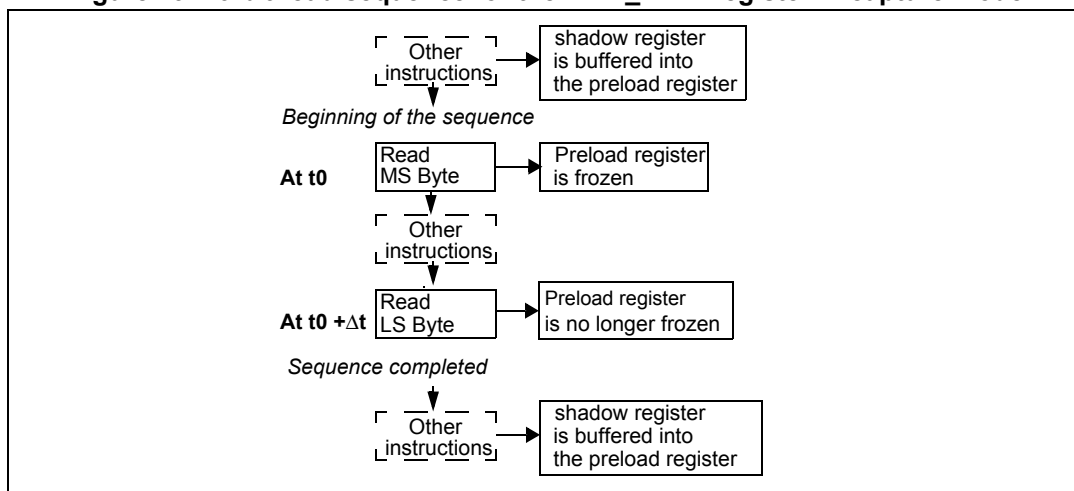 Other
instructions
shadow register
is buffered into
the preload register
Beginning of the sequence
At t0
Read
MS Byte
Preload register
is frozen
Other
instructions
At t0 +Δt
Read
LS Byte
Preload register
is no longer frozen
Sequence completed
Other
instructions
shadow register
is buffered into
the preload register